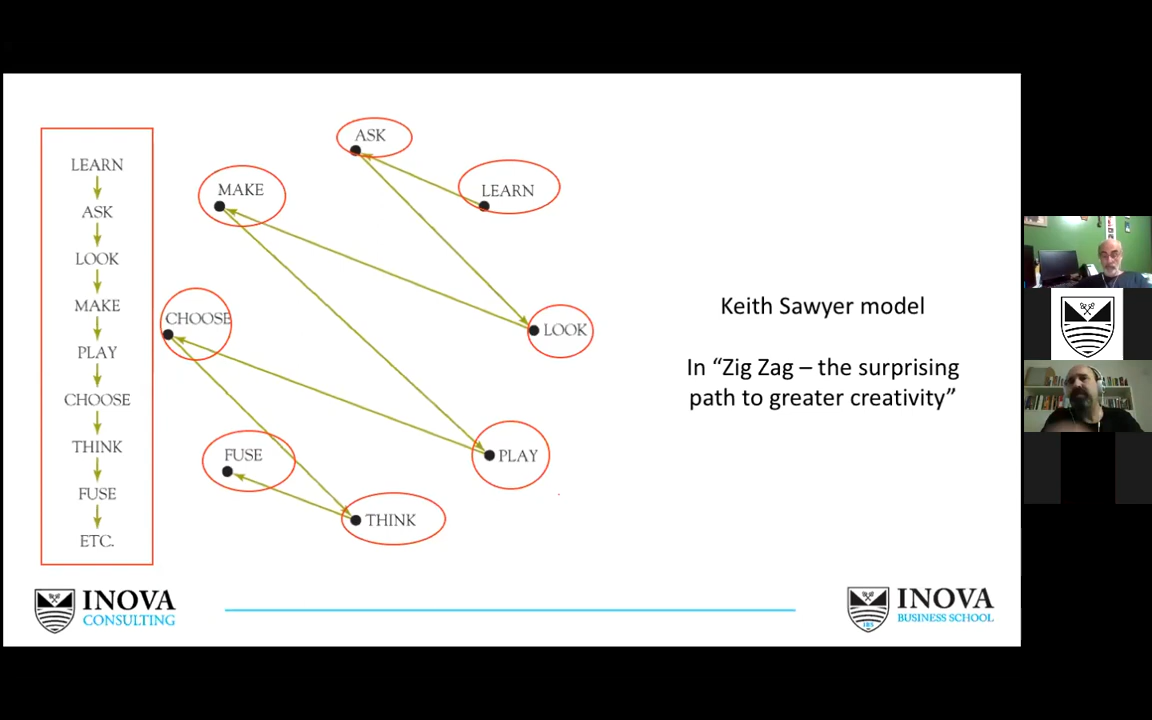 LEARN
ASK
LOOK
MAKE
PLAY
CHOOSE
THINK
FUSE
ETC.
ASK
LEARN
MAKE
LOOK
CHOOSE
PLAY
FUSE
THINK
Keith Sawyer model
In “Zig Zag – the surprising
path to greater creativity”
INOVA
CONSULTING
INOVA
BUSINESS SCHOOL